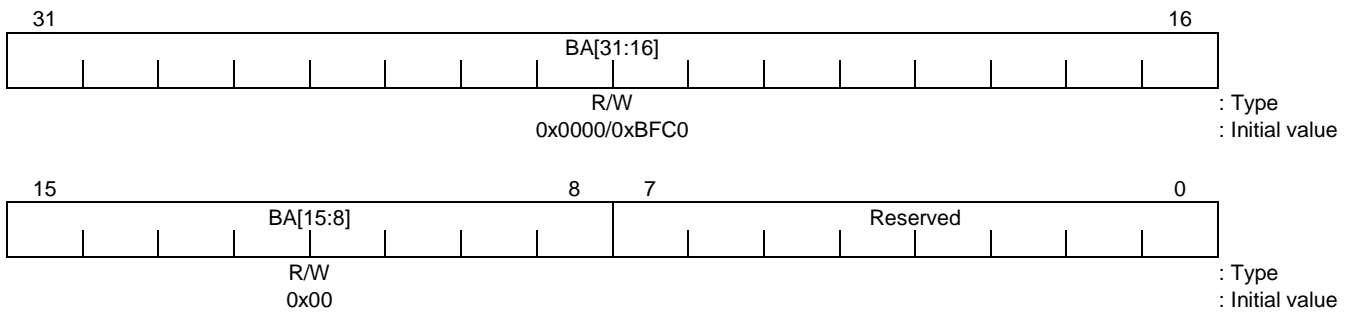 31 16
BA[31:16]
R/W : Type
0x0000/0xBFC0 : Initial value
15 8 7 0
BA[15:8] Reserved
R/W : Type
0x00 : Initial value